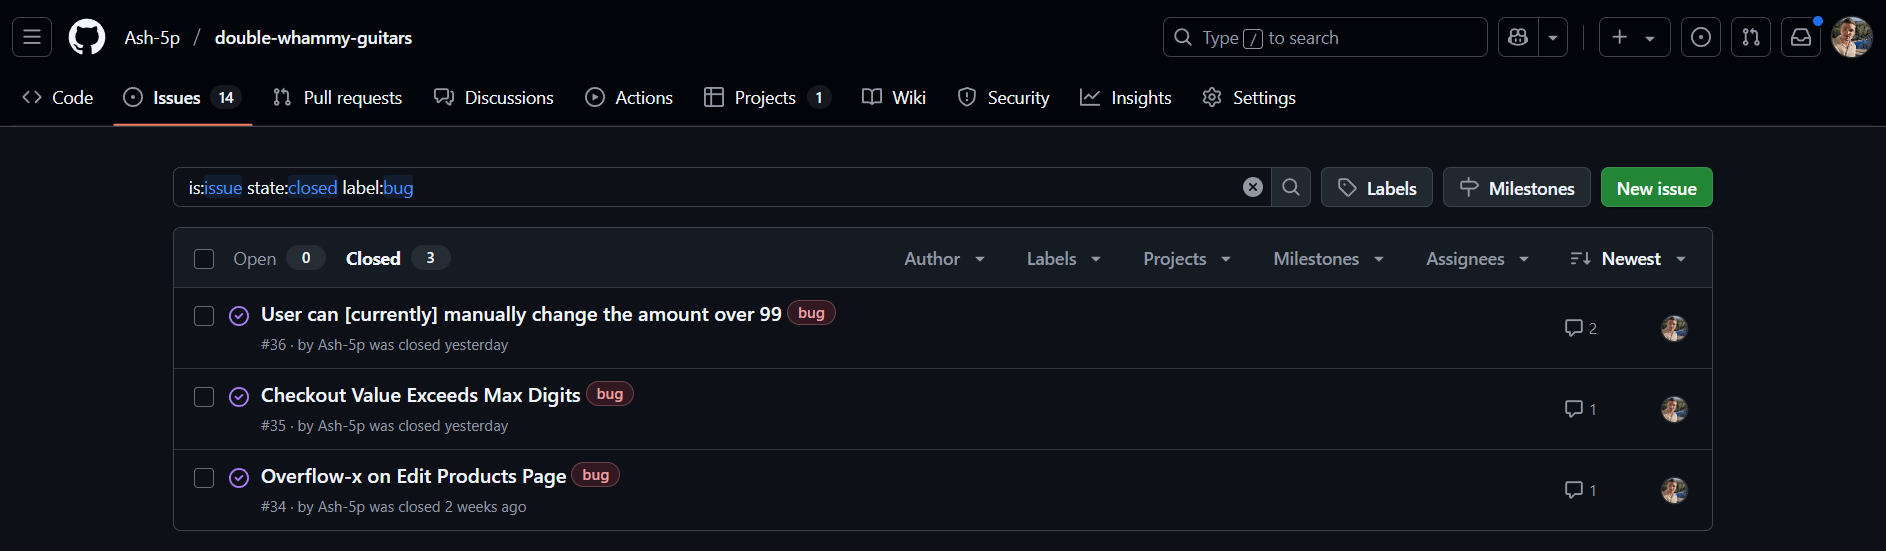 Ash-5p / double-whammy-guitars
Type / to search
Code
Issues 14
Pull requests
Discussions
Actions
Projects 1
Wiki
Security
Insights
Settings
is:issue state:closed label:bug
Labels
Milestones
New issue
Open 0
Closed 3
Author
Labels
Projects
Milestones
Assignees
Newest
User can [currently] manually change the amount over 99 bug
2
#36 · by Ash-5p was closed yesterday
Checkout Value Exceeds Max Digits bug
1
#35 · by Ash-5p was closed yesterday
Overflow-x on Edit Products Page bug
1
#34 · by Ash-5p was closed 2 weeks ago